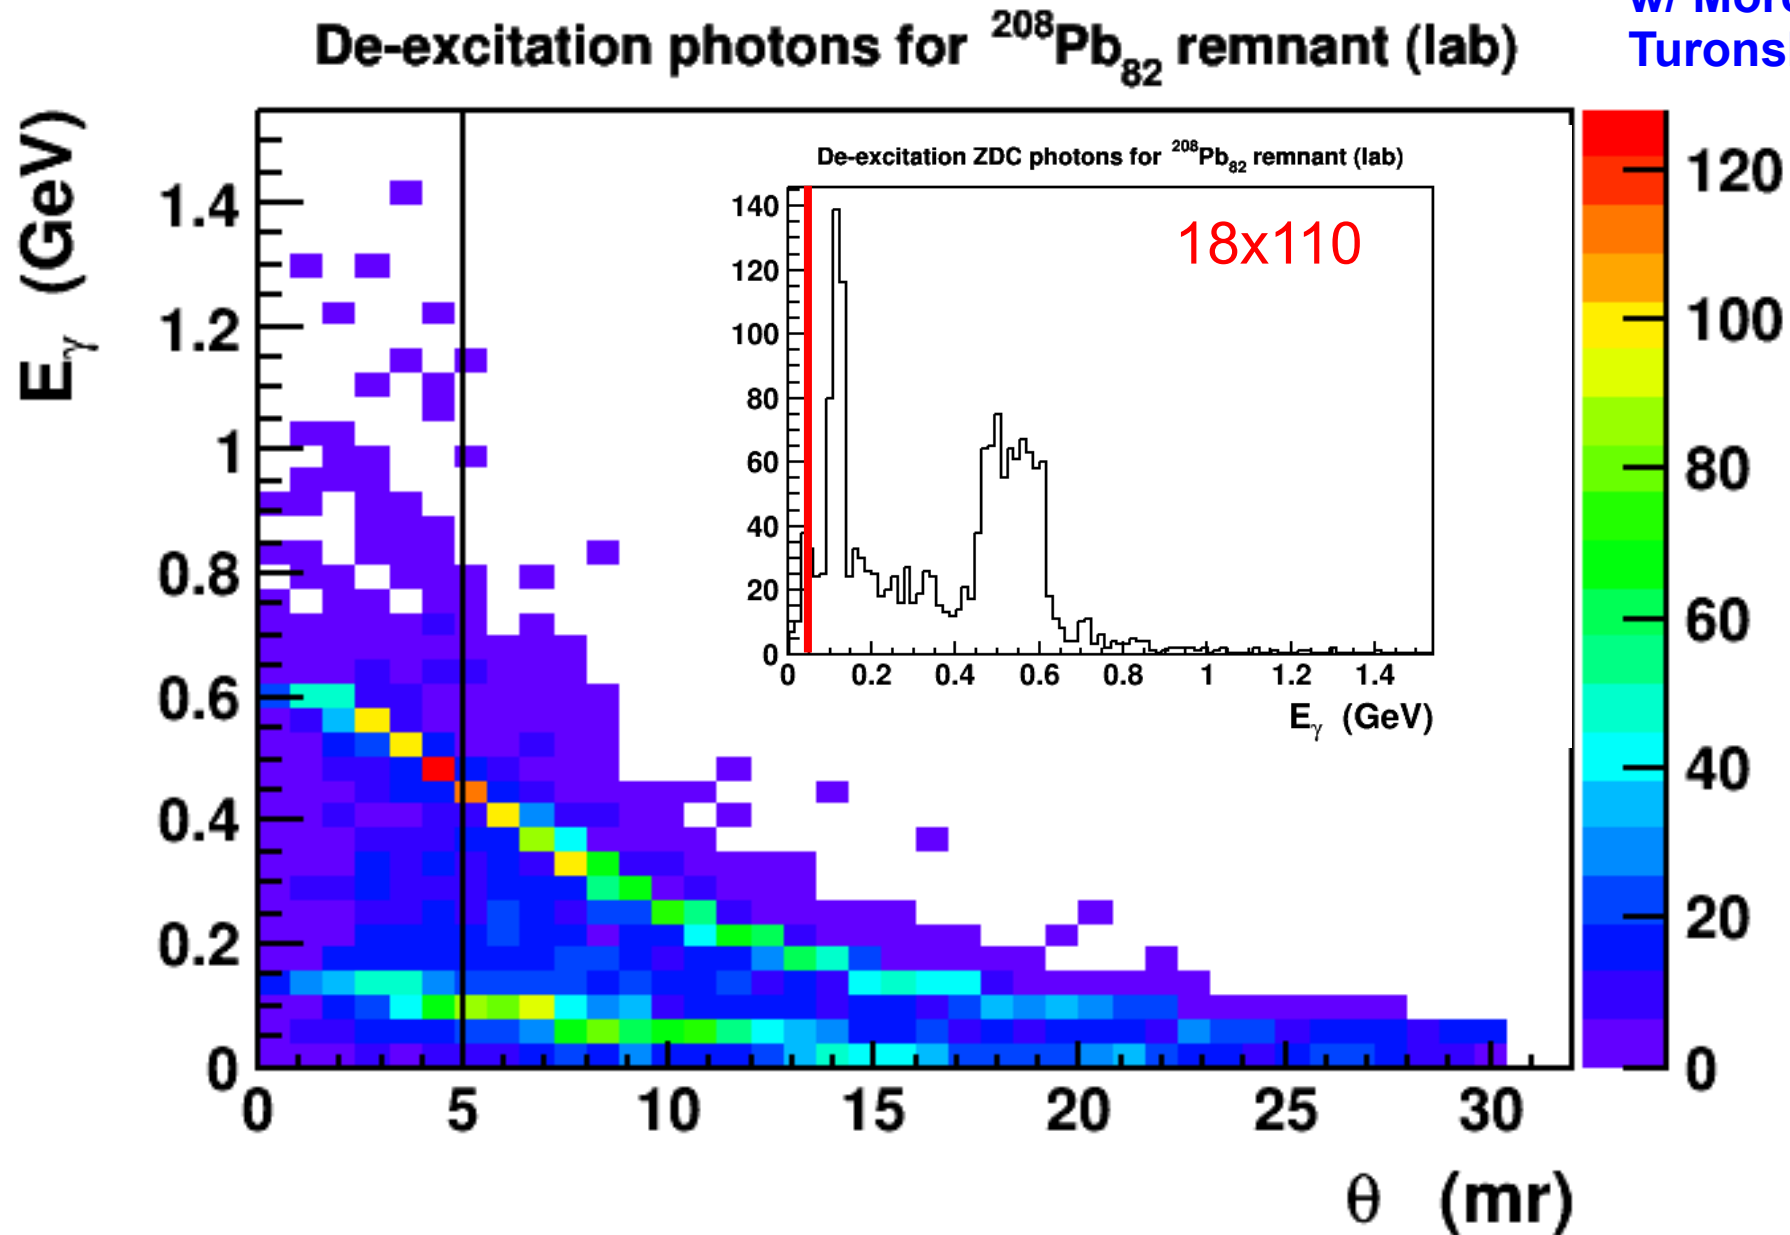 w/
De-excitation photons for ²⁰⁸Pb₈₂ remnant (lab)
E_γ (GeV)
1.4
1.2
1
0.8
0.6
0.4
0.2
0
0 5 10 15 20 25 30
θ (mr)
De-excitation ZDC photons for ²⁰⁸Pb₈₂ remnant (lab)
18x110
140
120
100
80
60
40
20
0
0 0.2 0.4 0.6 0.8 1 1.2 1.4
E_γ (GeV)
120
100
80
60
40
20
0